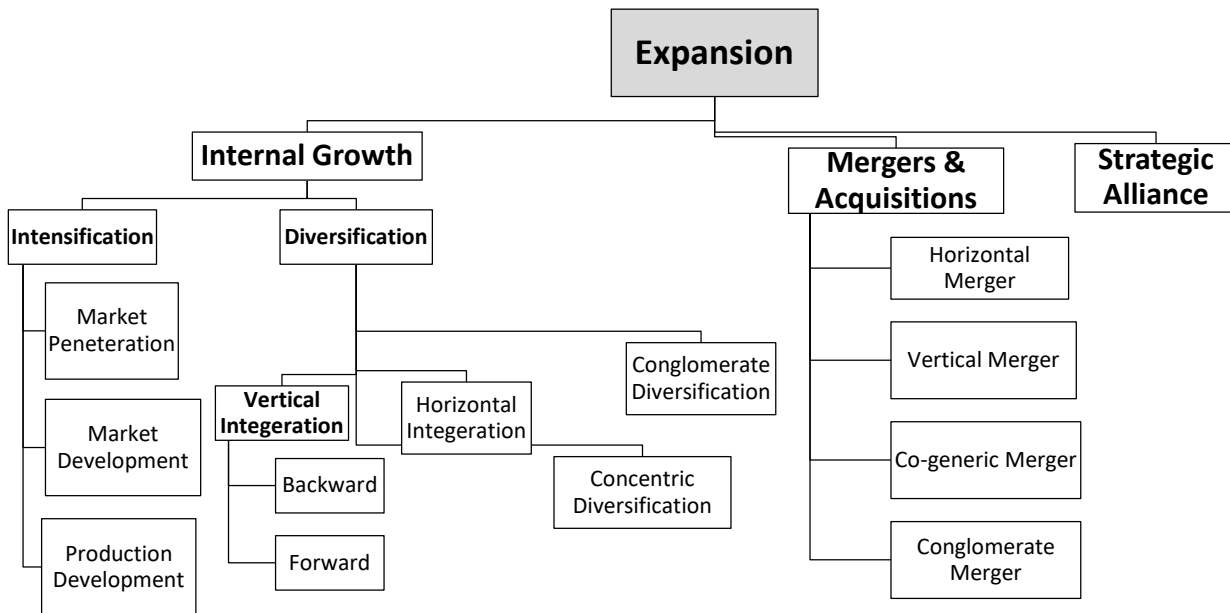 Expansion
Internal Growth
Mergers &
Acquisitions
Strategic
Alliance
Intensification
Diversification
Market
Peneteration
Market
Development
Production
Development
Vertical
Integeration
Backward
Forward
Horizontal
Integeration
Concentric
Diversification
Conglomerate
Diversification
Horizontal
Merger
Vertical Merger
Co-generic Merger
Conglomerate
Merger